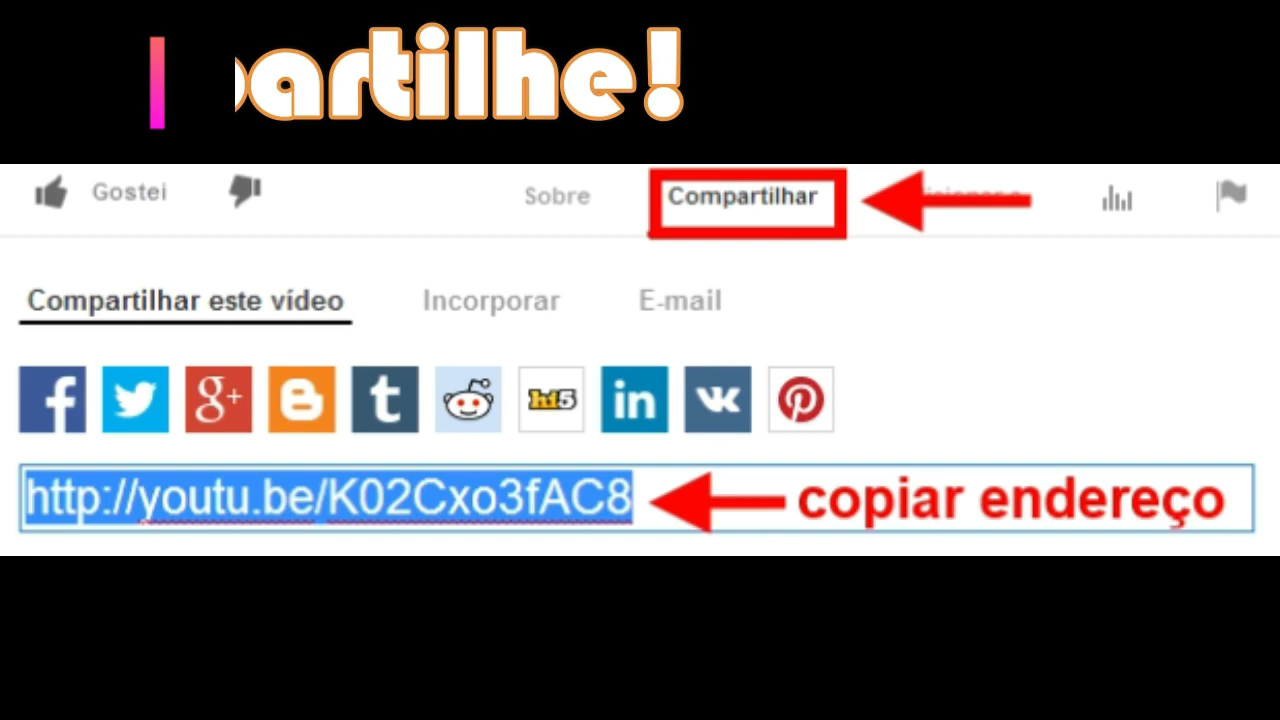 artilhe!
Gostei
Sobre
Compartilhar
Compartilhar este vídeo
Incorporar
E-mail
f
g+
B
t
hi5
in
http://youtu.be/K02Cxo3fAC8
copiar endereço